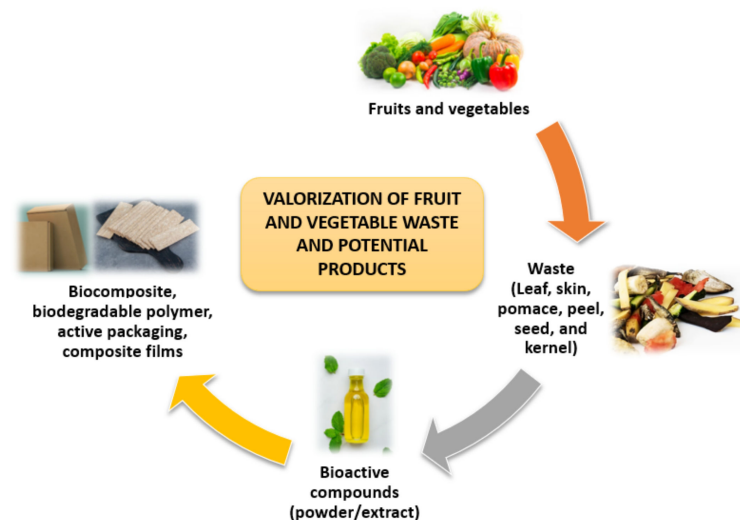 Fruits and vegetables
VALORIZATION OF FRUIT
AND VEGETABLE WASTE
AND POTENTIAL
PRODUCTS
Waste
(Leaf, skin,
pomace, peel,
seed, and
kernel)
Biocomposite,
biodegradable polymer,
active packaging,
composite films
Bioactive
compounds
(powder/extract)